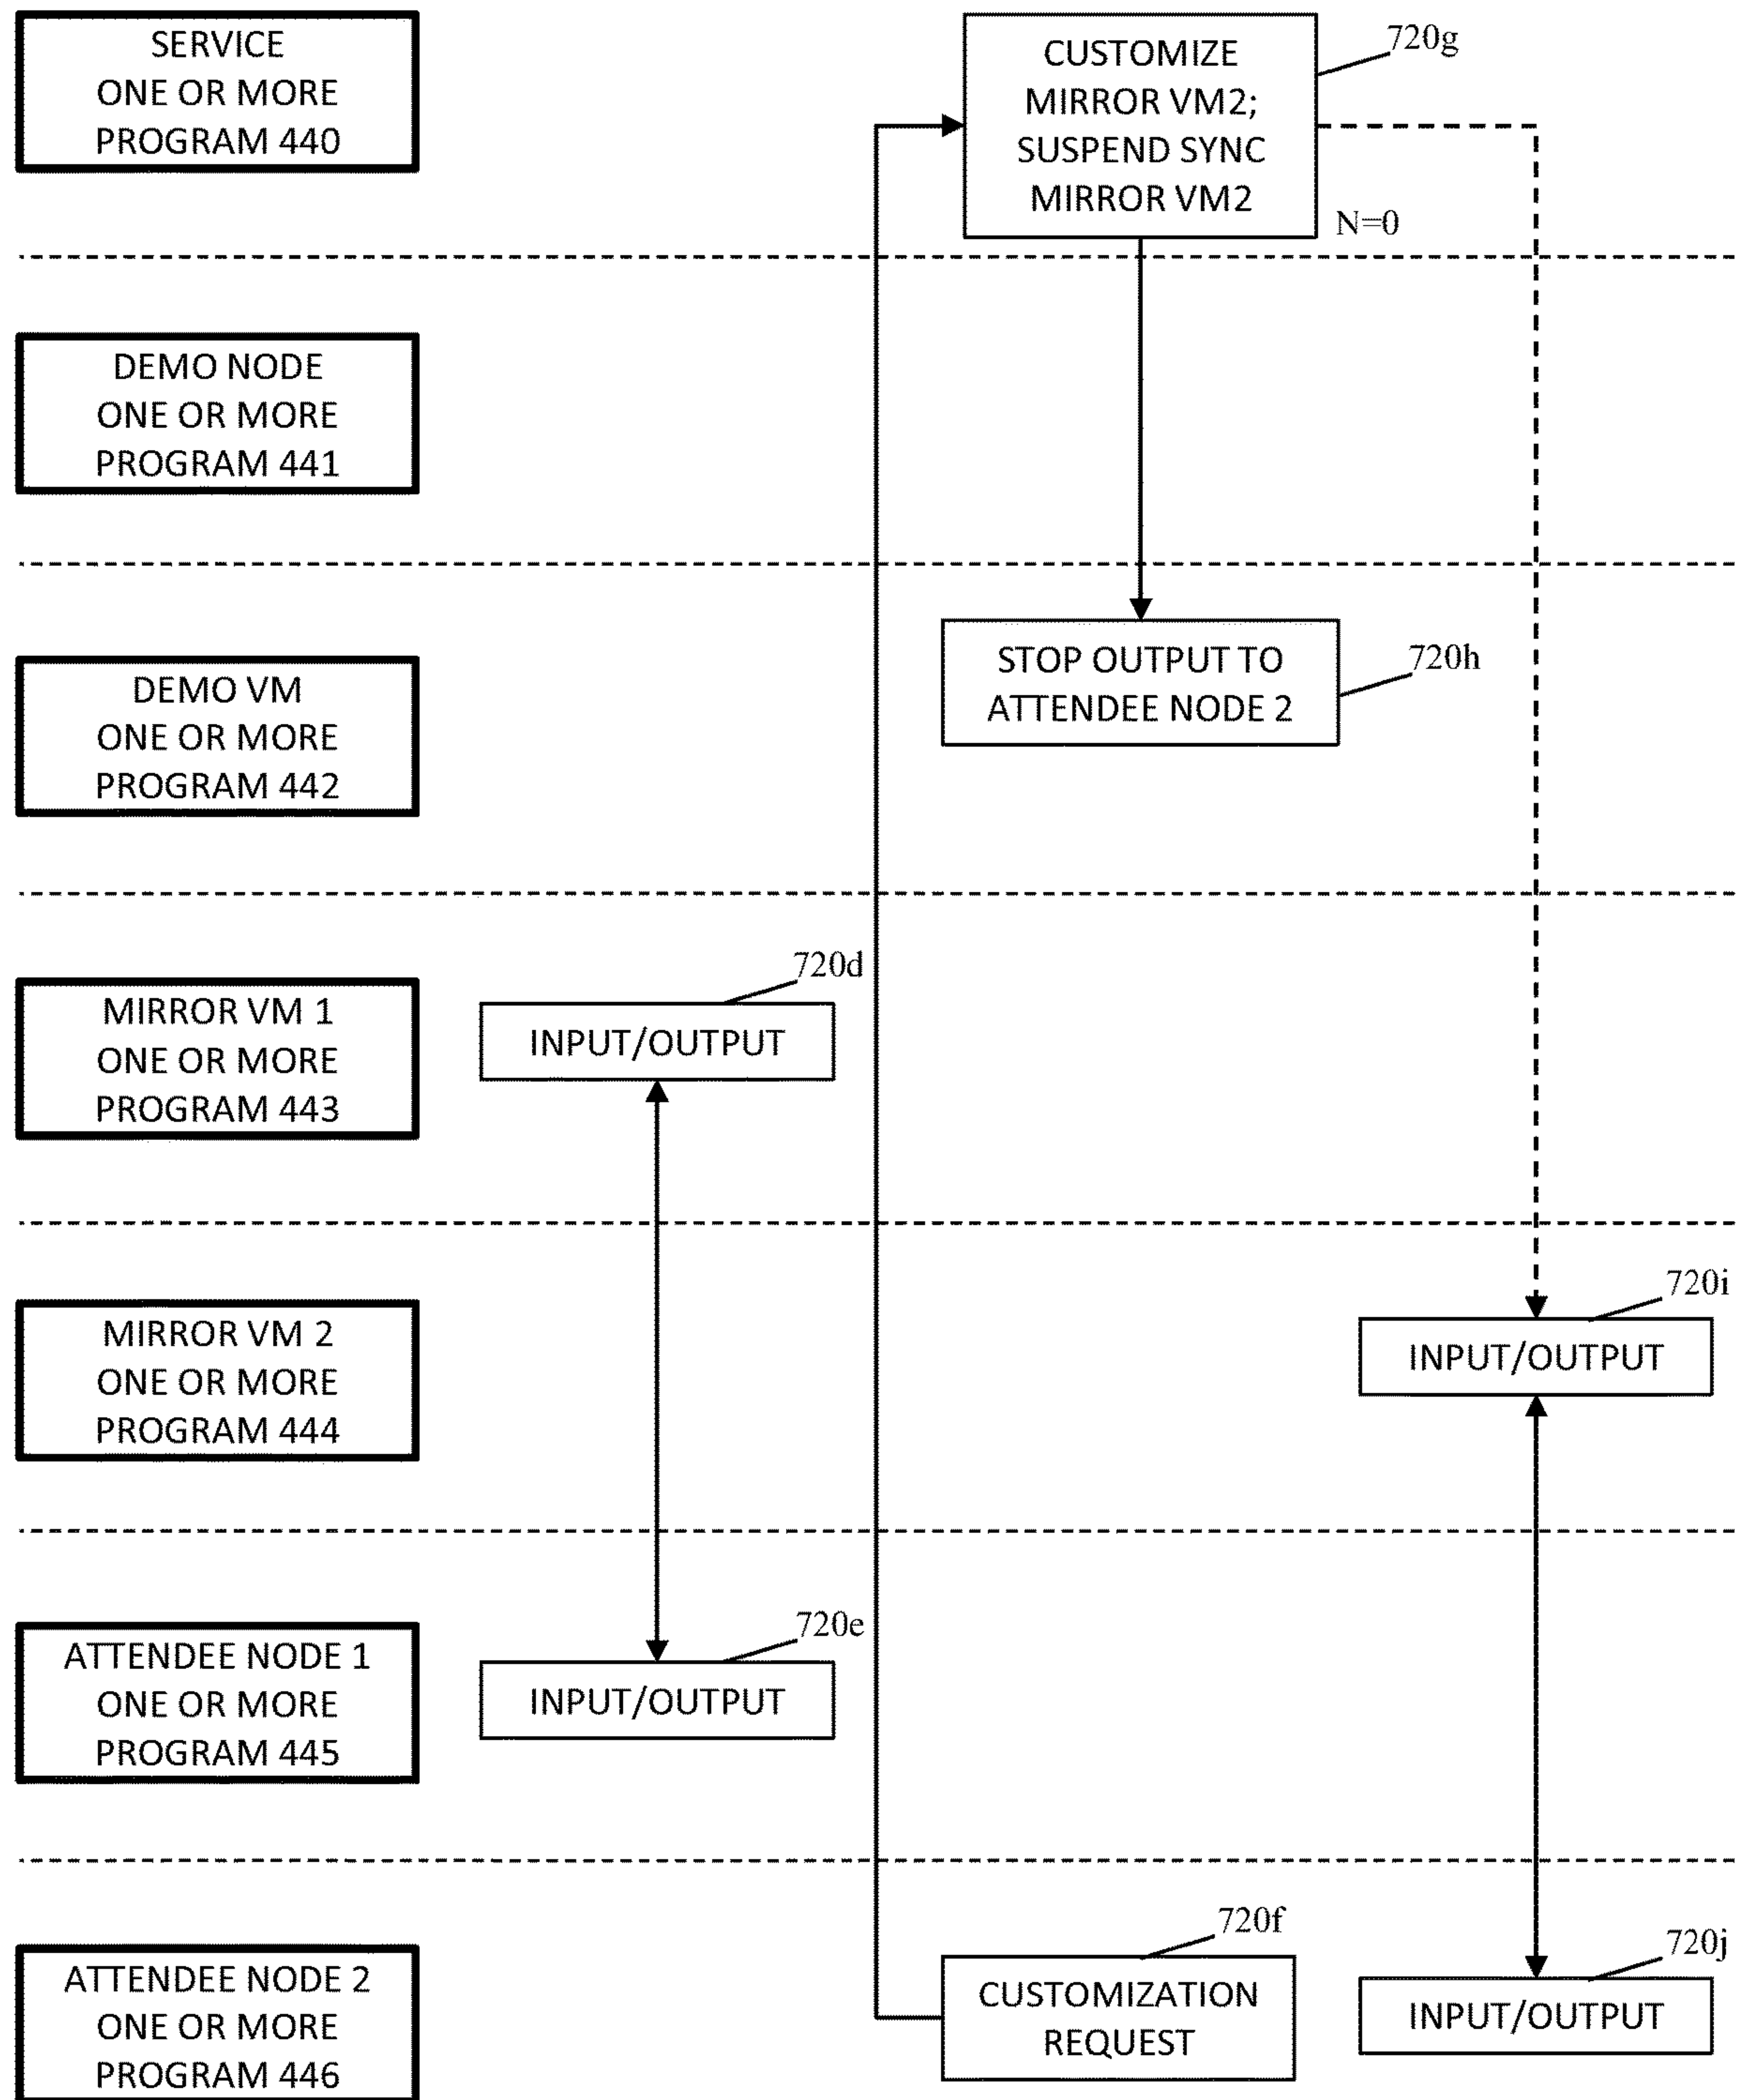 SERVICE
ONE OR MORE
PROGRAM 440
CUSTOMIZE
MIRROR VM2;
SUSPEND SYNC
MIRROR VM2
720g
N=0
DEMO NODE
ONE OR MORE
PROGRAM 441
DEMO VM
ONE OR MORE
PROGRAM 442
STOP OUTPUT TO
ATTENDEE NODE 2
720h
MIRROR VM 1
ONE OR MORE
PROGRAM 443
720d
INPUT/OUTPUT
MIRROR VM 2
ONE OR MORE
PROGRAM 444
720i
INPUT/OUTPUT
ATTENDEE NODE 1
ONE OR MORE
PROGRAM 445
720e
INPUT/OUTPUT
ATTENDEE NODE 2
ONE OR MORE
PROGRAM 446
720f
CUSTOMIZATION
REQUEST
720j
INPUT/OUTPUT